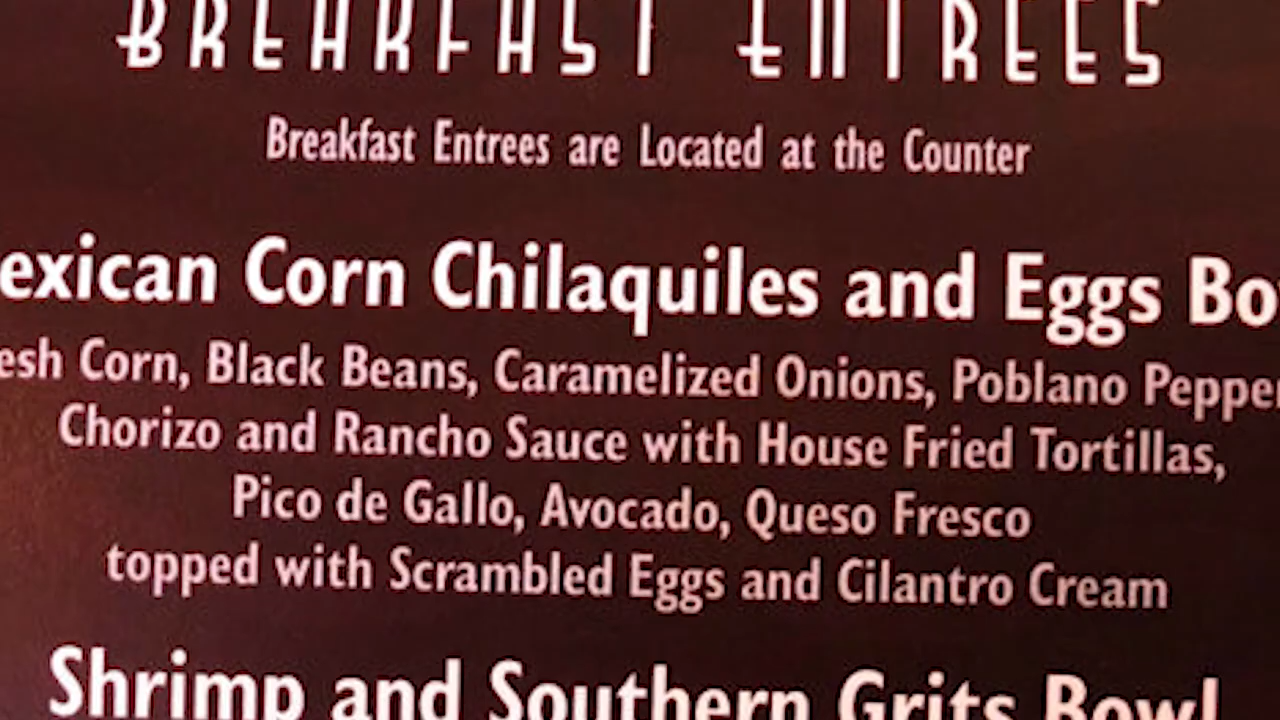 BREAKFAST ENTREES
Breakfast Entrees are Located at the Counter
exican Corn Chilaquiles and Eggs Bo
esh Corn, Black Beans, Caramelized Onions, Poblano Peppe
Chorizo and Rancho Sauce with House Fried Tortillas,
Pico de Gallo, Avocado, Queso Fresco
topped with Scrambled Eggs and Cilantro Cream
Shrimp and Southern Grits Bowl